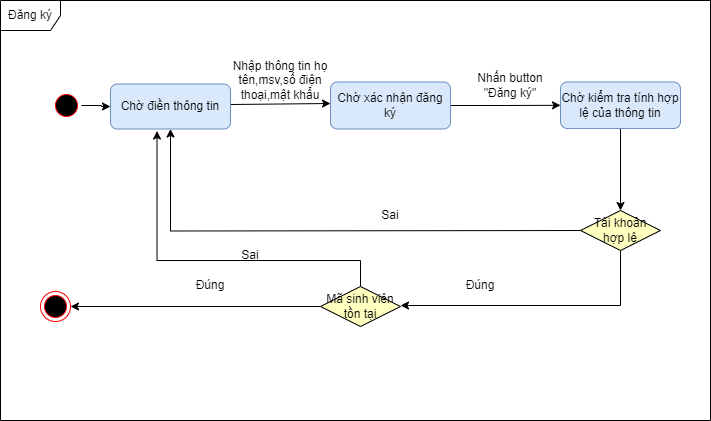 Đăng ký
Chờ điền thông tin
Nhập thông tin họ
tên,msv,số điện
thoại,mật khẩu
Chờ xác nhận đăng
ký
Nhấn button
"Đăng ký"
Chờ kiểm tra tính hợp
lệ của thông tin
Tài khoản
hợp lệ
Sai
Sai
Đúng
Mã sinh viên
tồn tại
Đúng